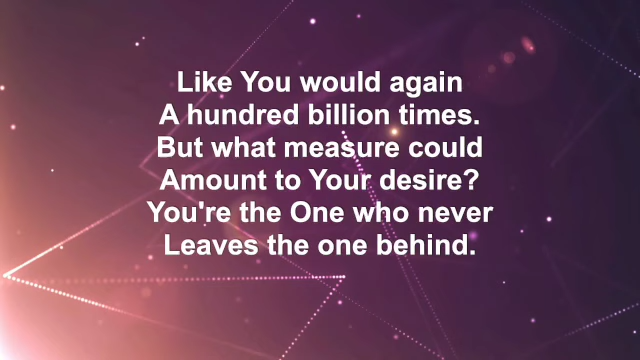 Like You would again
A hundred billion times.
But what measure could
Amount to Your desire?
You're the One who never
Leaves the one behind.